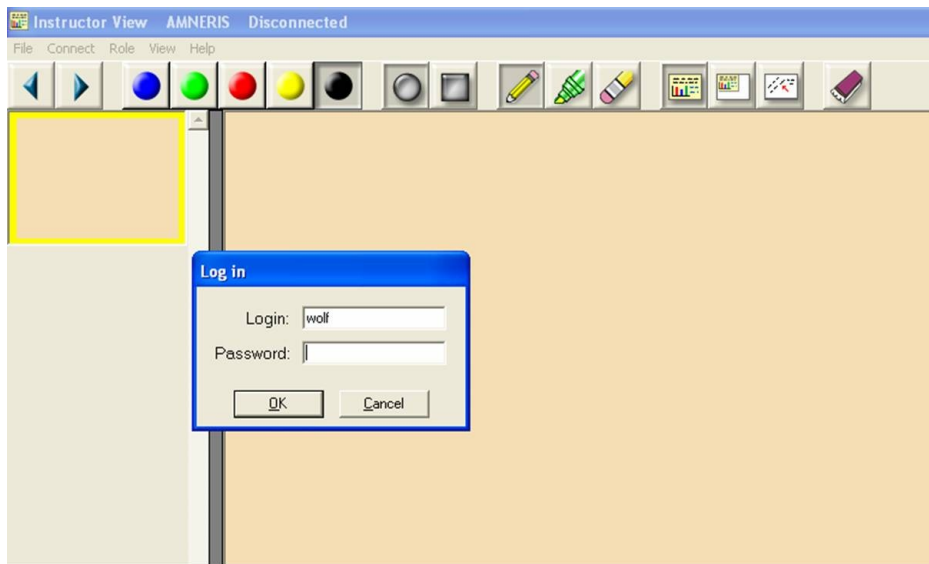 Instructor View AMNERIS Disconnected
File Connect Role View Help
Log in
Login: wolf
Password:
OK Cancel